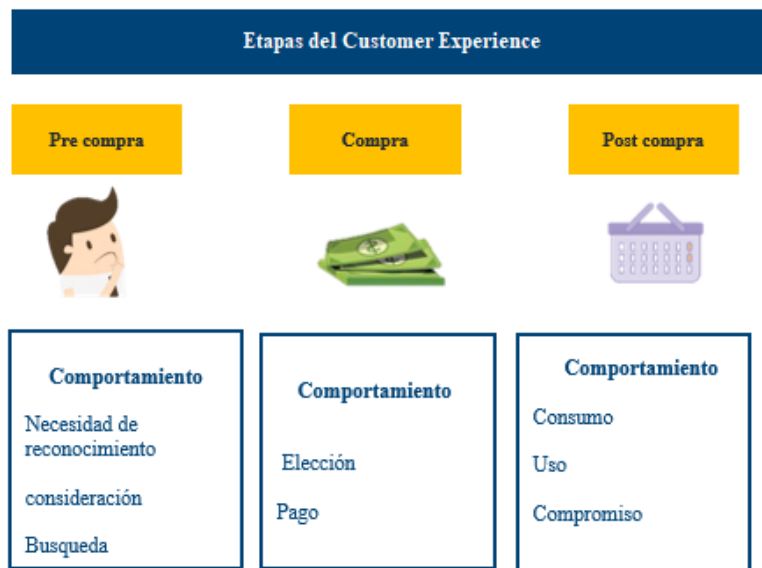 Etapas del Customer Experience
Pre compra
Compra
Post compra
Comportamiento
Necesidad de
reconocimiento
consideración
Busqueda
Comportamiento
Elección
Pago
Comportamiento
Consumo
Uso
Compromiso